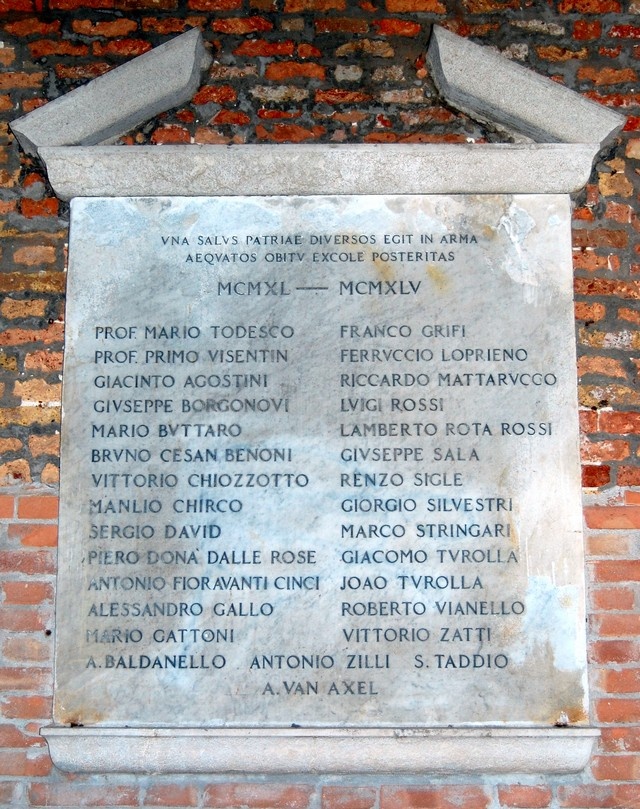 VNA SALVS PATRIAE DIVERSOS EGIT IN ARMA
AEQVATOS OBITV EXCOLE POSTERITAS
MCMXL — MCMXLV
PROF. MARIO TODESCO
PROF. PRIMO VISENTIN
GIACINTO AGOSTINI
GIVSEPPE BORGONOVI
MARIO BVTTARO
BRVNO CESAN BENONI
VITTORIO CHIOZZOTTO
MANLIO CHIRCO
SERGIO DAVID
PIERO DONA' DALLE ROSE
ANTONIO FIORAVANTI CINCI
ALESSANDRO GALLO
MARIO GATTONI
FRANCO GRIFI
FERRVCCIO LOPRIENO
RICCARDO MATTARVCCO
LVIGI ROSSI
LAMBERTO ROTA ROSSI
GIVSEPPE SALA
RENZO SIGLE
GIORGIO SILVESTRI
MARCO STRINGARI
GIACOMO TVROLLA
JOAO TVROLLA
ROBERTO VIANELLO
VITTORIO ZATTI
A. BALDANELLO ANTONIO ZILLI S. TADDIO
A. VAN AXEL